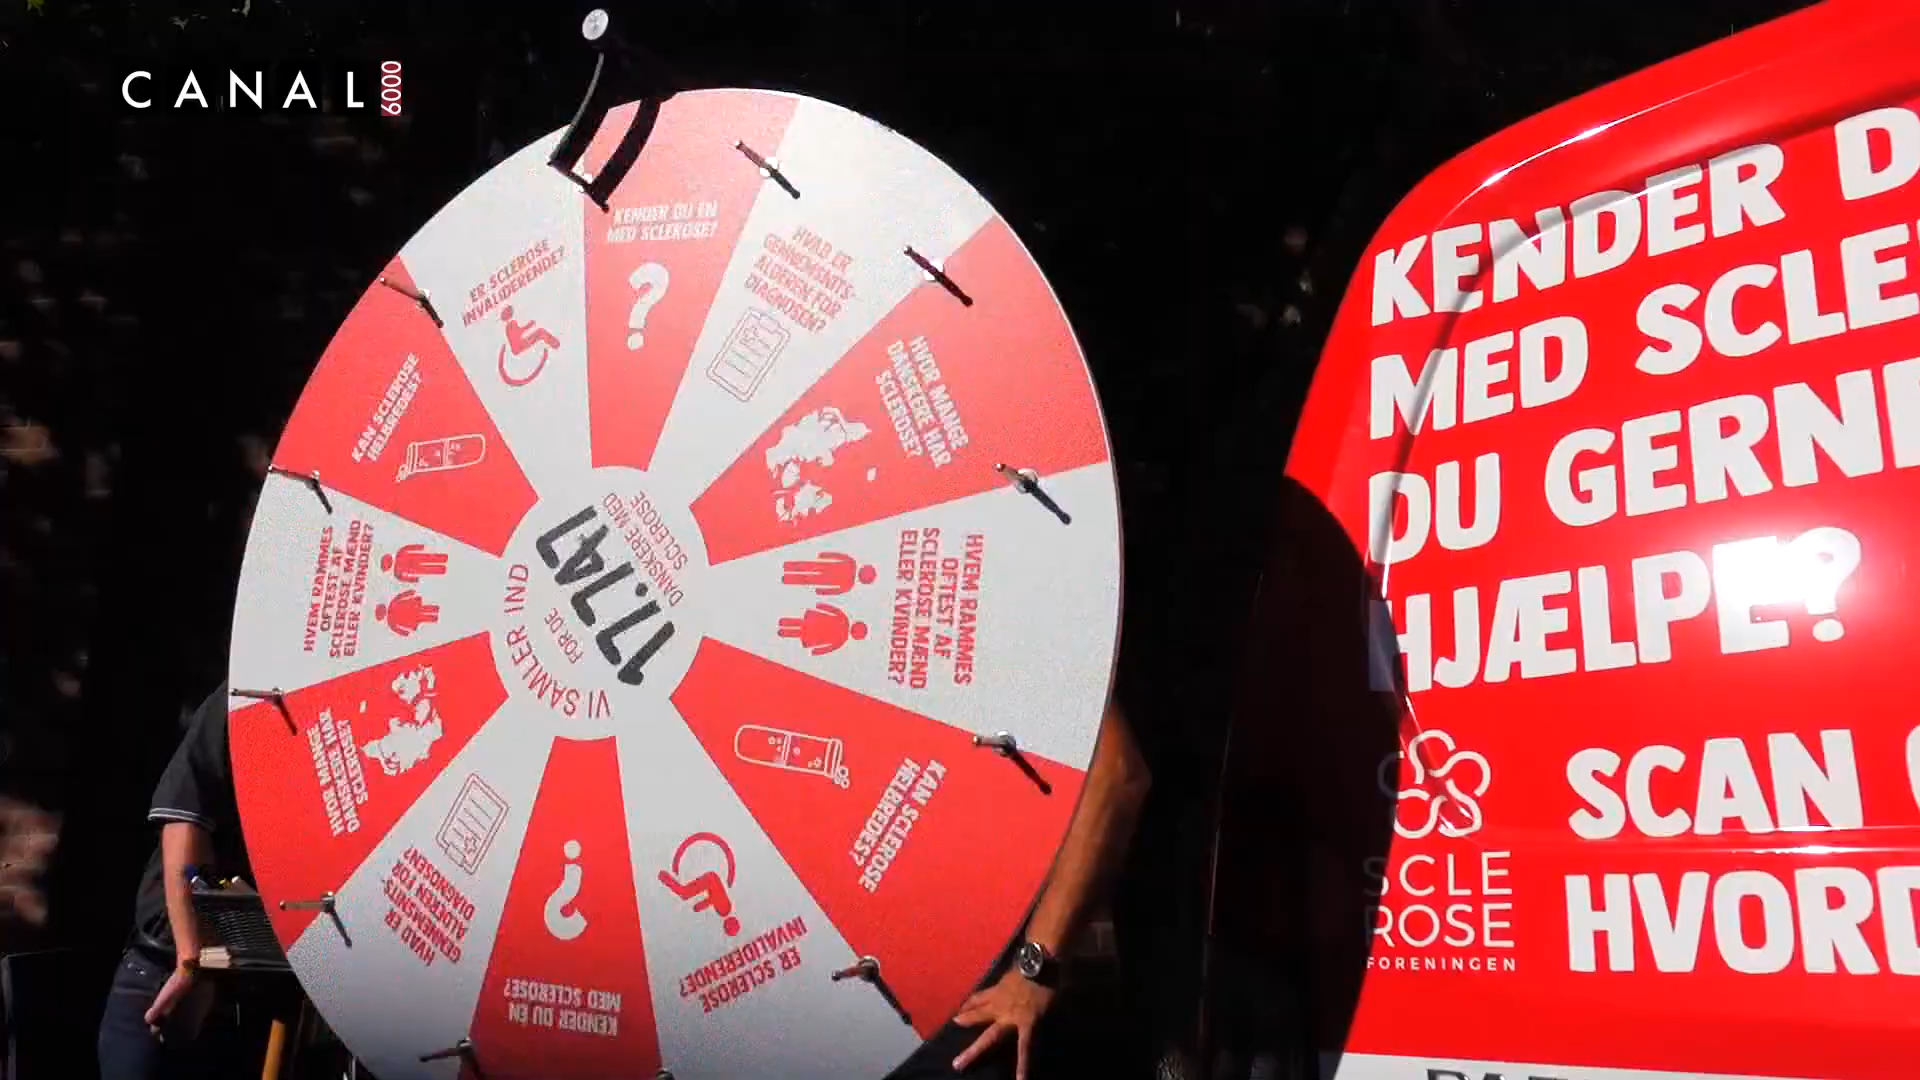 CANAL 6000
KENDER DU EN
MED SCLEROSE?
HVAD ER
GENNEMSNITS-
ALDEREN FOR
DIAGNOSEN?
HVOR MANGE
DANSKERE HAR
SCLEROSE?
HVEM RAMMES
OFTEST AF
SCLEROSE MÆND
ELLER KVINDER?
KAN SCLEROSE
HELBREDES?
ER SCLEROSE
INVALIDERENDE?
KENDER DU EN
MED SCLEROSE?
HVAD ER
GENNEMSNITS-
ALDEREN FOR
DIAGNOSEN?
HVOR MANGE
DANSKERE HAR
SCLEROSE?
HVEM RAMMES
OFTEST AF
SCLEROSE MÆND
ELLER KVINDER?
KAN SCLEROSE
HELBREDES?
ER SCLEROSE
INVALIDERENDE?
VI SAMLER IND
FOR DE
17.747
DANSKERE MED
SCLEROSE
KENDER D
MED SCLE
DU GERNE
HJÆLPE?
SCAN
HVORD
SCLE
ROSE
FORENINGEN